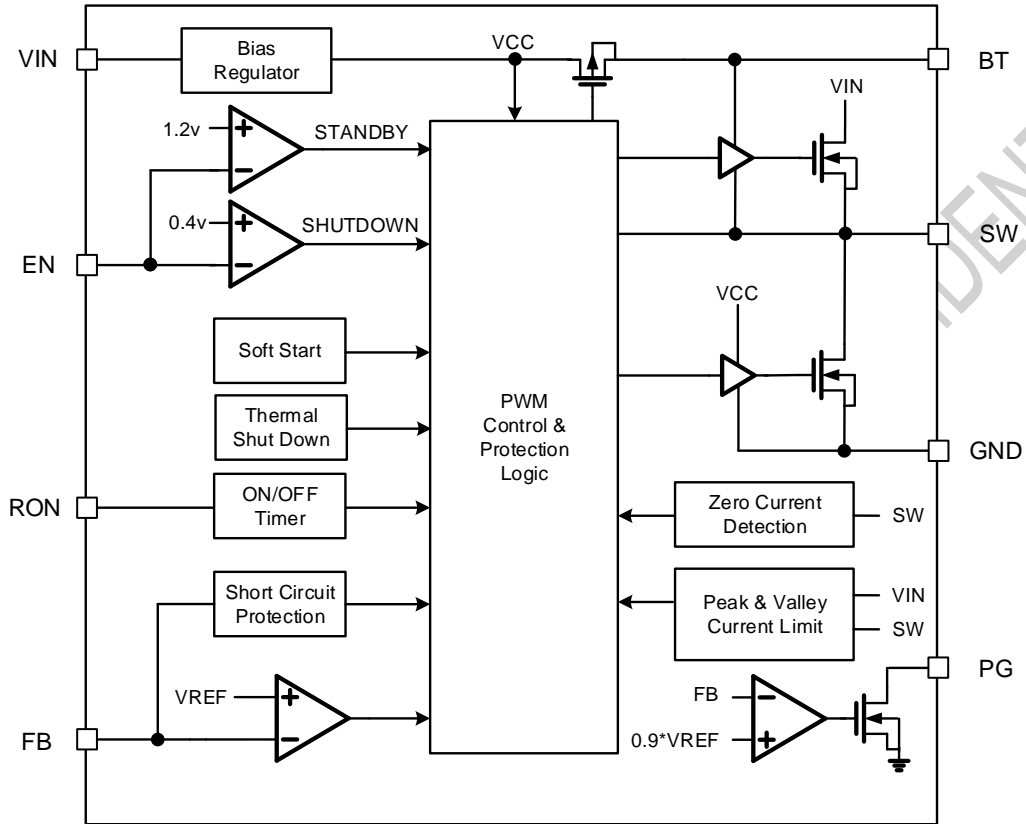 VIN
Bias
Regulator
VCC
BT
1.2v
+
−
STANDBY
VIN
0.4v
+
−
SHUTDOWN
EN
SW
VCC
Soft Start
Thermal
Shut Down
PWM
Control &
Protection
Logic
GND
RON
ON/OFF
Timer
Zero Current
Detection
SW
Short Circuit
Protection
Peak & Valley
Current Limit
VIN
SW
PG
VREF
+
−
FB
FB
−
0.9*VREF
+